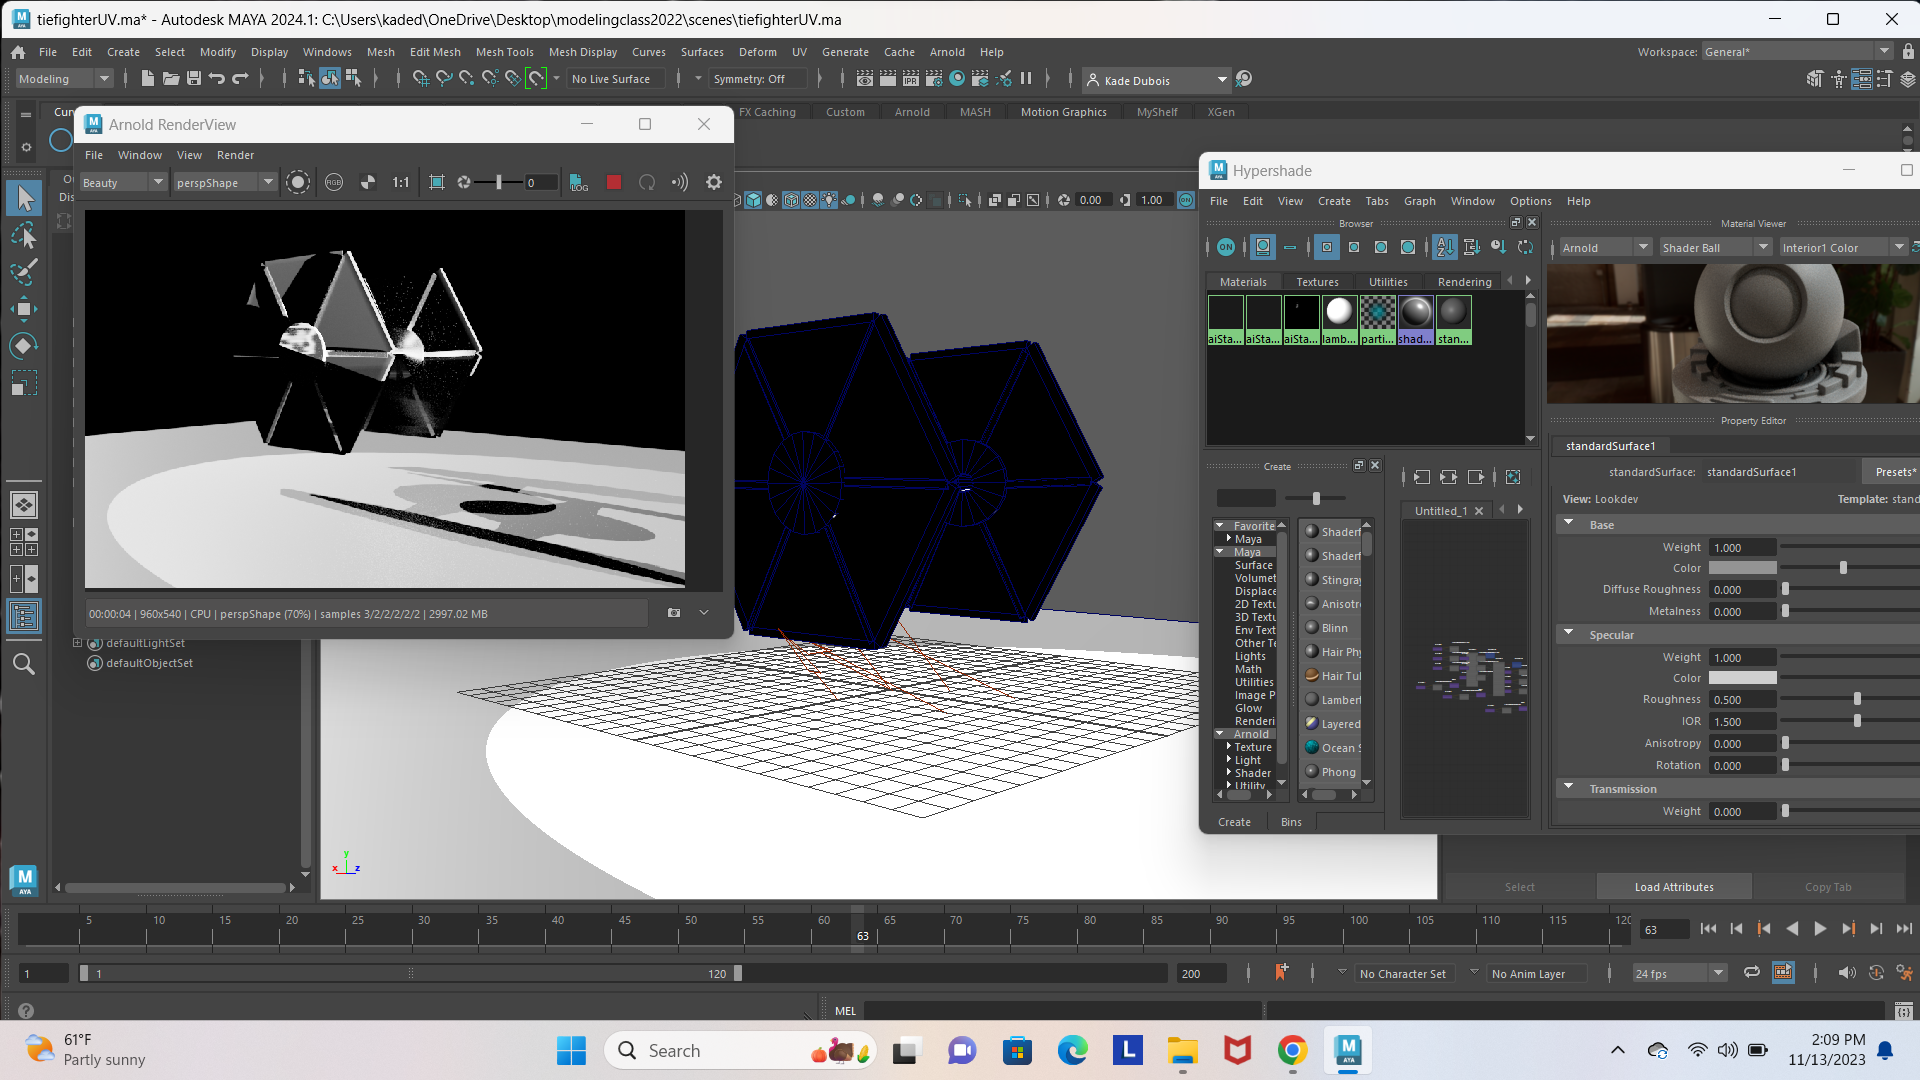 tiefighterUV.ma* - Autodesk MAYA 2024.1: C:\Users\kaded\OneDrive\Desktop\modelingclass2022\scenes\tiefighterUV.ma
File Edit Create Select Modify Display Windows Mesh Edit Mesh Mesh Tools Mesh Display Curves Surfaces Deform UV Generate Cache Arnold Help
Workspace: General*
Modeling
No Live Surface
Symmetry: Off
IPR
Kade Dubois
FX Caching Custom Arnold MASH Motion Graphics MyShelf XGen
Arnold RenderView
File Window View Render
Beauty
perspShape
RGB
1:1
0
LOG
00:00:04 | 960x540 | CPU | perspShape (70%) | samples 3/2/2/2/2/2 | 2997.02 MB
defaultLightSet
defaultObjectSet
0.00
1.00
Hypershade
File Edit View Create Tabs Graph Window Options Help
Browser
ON
Materials Textures Utilities Rendering
aiSta... aiSta... aiSta... lamb... parti... shad... stan...
Material Viewer
Arnold
Shader Ball
Interior1 Color
Property Editor
standardSurface1
standardSurface: standardSurface1
Presets*
View: Lookdev
Template: stand
Base
Weight 1.000
Color
Diffuse Roughness 0.000
Metalness 0.000
Specular
Weight 1.000
Color
Roughness 0.500
IOR 1.500
Anisotropy 0.000
Rotation 0.000
Transmission
Weight 0.000
Create
Favorite
Maya
Maya
Surface
Volumet
Displace
2D Textu
3D Textu
Env Text
Other Te
Lights
Math
Utilities
Image P
Glow
Renderi
Arnold
Texture
Light
Shader
Utility
Shaderf
Shaderf
Stingray
Anisotro
Blinn
Hair Phy
Hair Tul
Lambert
Layered
Ocean S
Phong
Create Bins
Untitled_1
Select
Load Attributes
Copy Tab
y
x z
5 10 15 20 25 30 35 40 45 50 55 60 65 70 75 80 85 90 95 100 105 110 115 120
63
63
1
1
120
200
No Character Set
No Anim Layer
24 fps
MEL
61°F
Partly sunny
Search
2:09 PM
11/13/2023